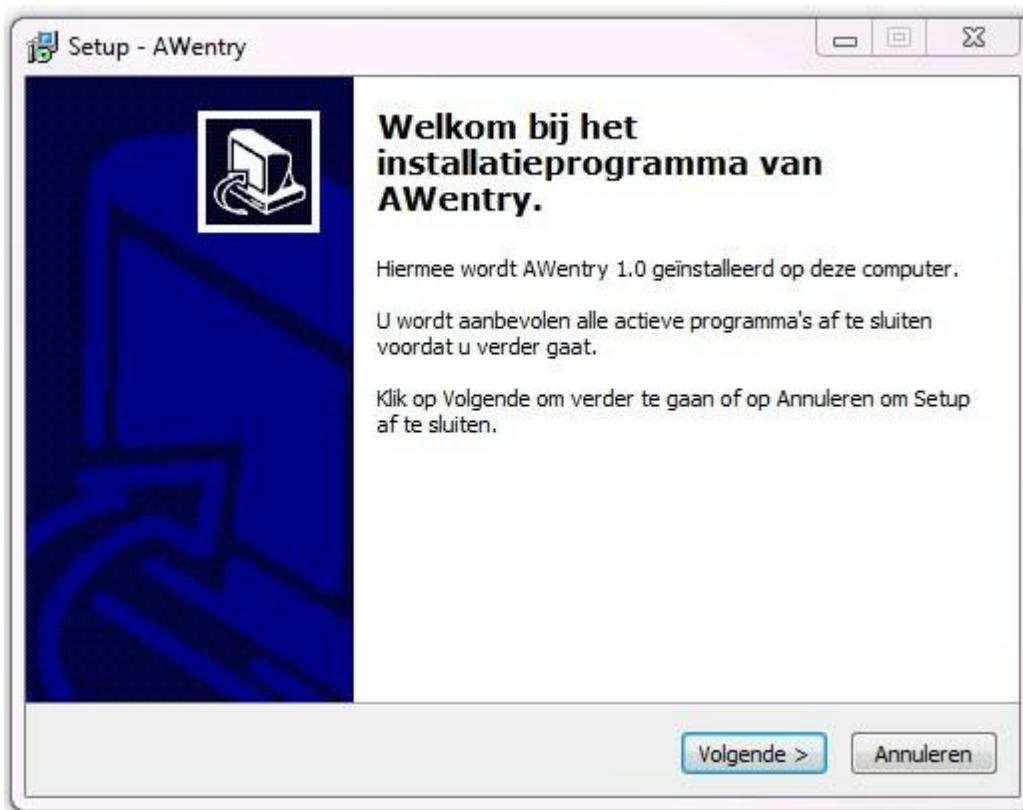 Setup - AWentry
Welkom bij het
installatieprogramma van
AWentry.
Hiermee wordt AWentry 1.0 geïnstalleerd op deze computer.
U wordt aanbevolen alle actieve programma's af te sluiten
voordat u verder gaat.
Klik op Volgende om verder te gaan of op Annuleren om Setup
af te sluiten.
Volgende >
Annuleren